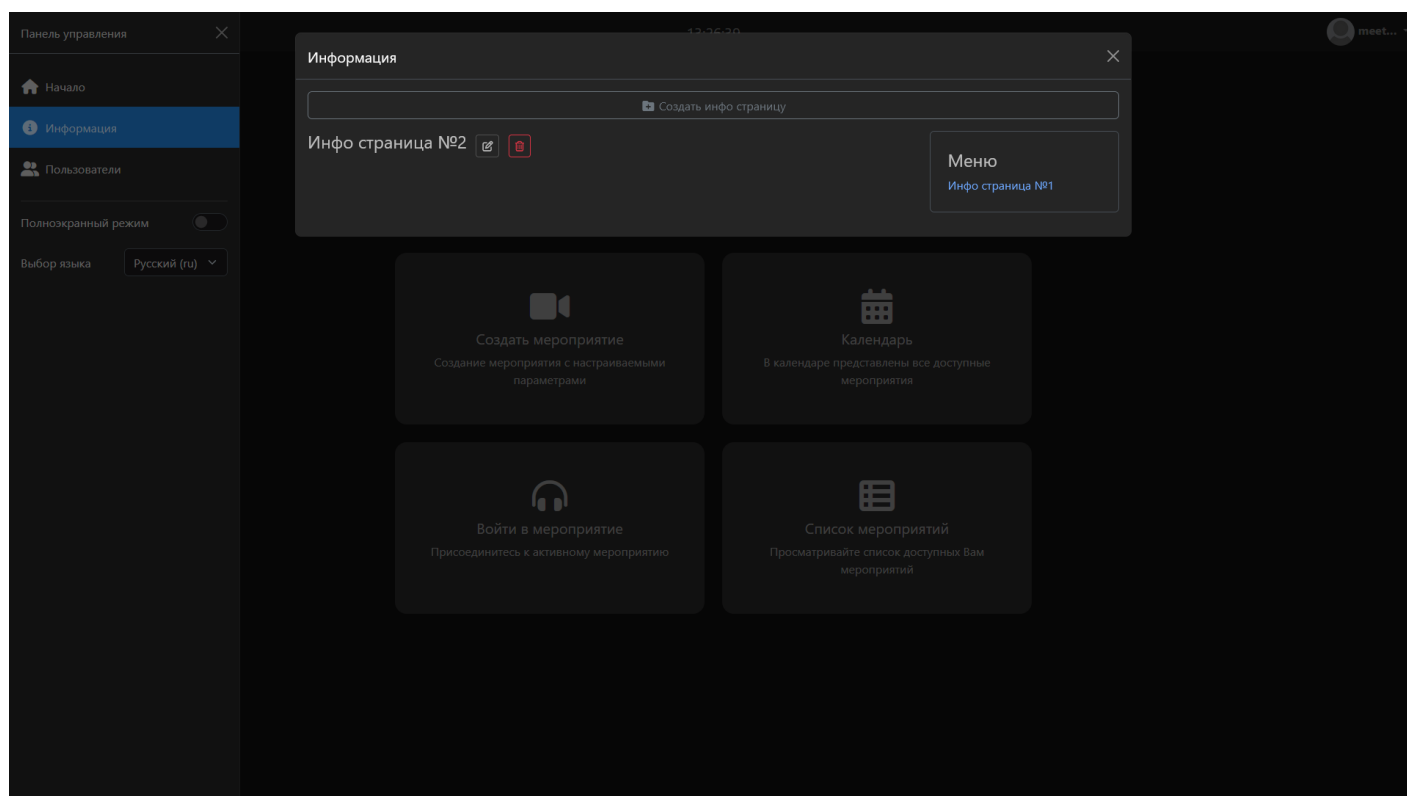 Панель управления
Начало
Информация
Пользователи
Полноэкранный режим
Выбор языка
Русский (ru)
meet...
Информация
Создать инфо страницу
Инфо страница №2
Меню
Инфо страница №1
Создать мероприятие
Создание мероприятия с настраиваемыми
параметрами
Календарь
В календаре представлены все доступные
мероприятия
Войти в мероприятие
Присоединитесь к активному мероприятию
Список мероприятий
Просматривайте список доступных Вам
мероприятий